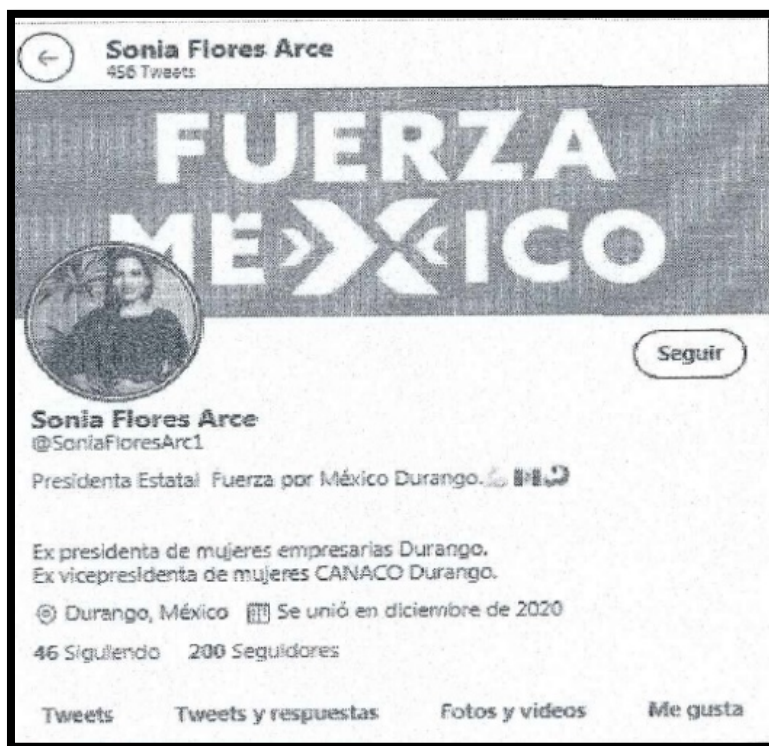 Sonia Flores Arce
456 Tweets
FUERZA
MÉXICO
Seguir
Sonia Flores Arce
@SoniaFloresArc1
Presidenta Estatal Fuerza por México Durango.
Ex presidenta de mujeres empresarias Durango.
Ex vicepresidenta de mujeres CANACO Durango.
Durango, México Se unió en diciembre de 2020
46 Siguiendo 200 Seguidores
Tweets Tweets y respuestas Fotos y videos Me gusta